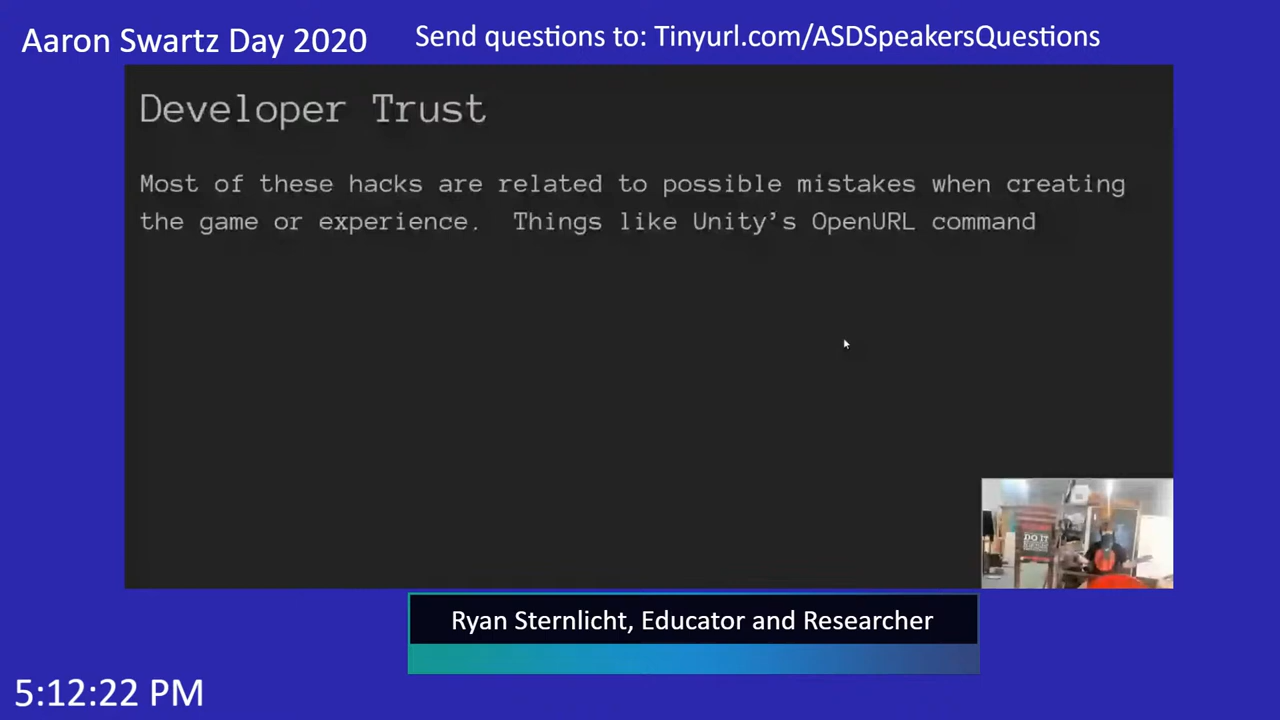 Aaron Swartz Day 2020
Send questions to: Tinyurl.com/ASDSpeakersQuestions
Developer Trust
Most of these hacks are related to possible mistakes when creating
the game or experience.  Things like Unity’s OpenURL command
DO IT
Ryan Sternlicht, Educator and Researcher
5:12:22 PM